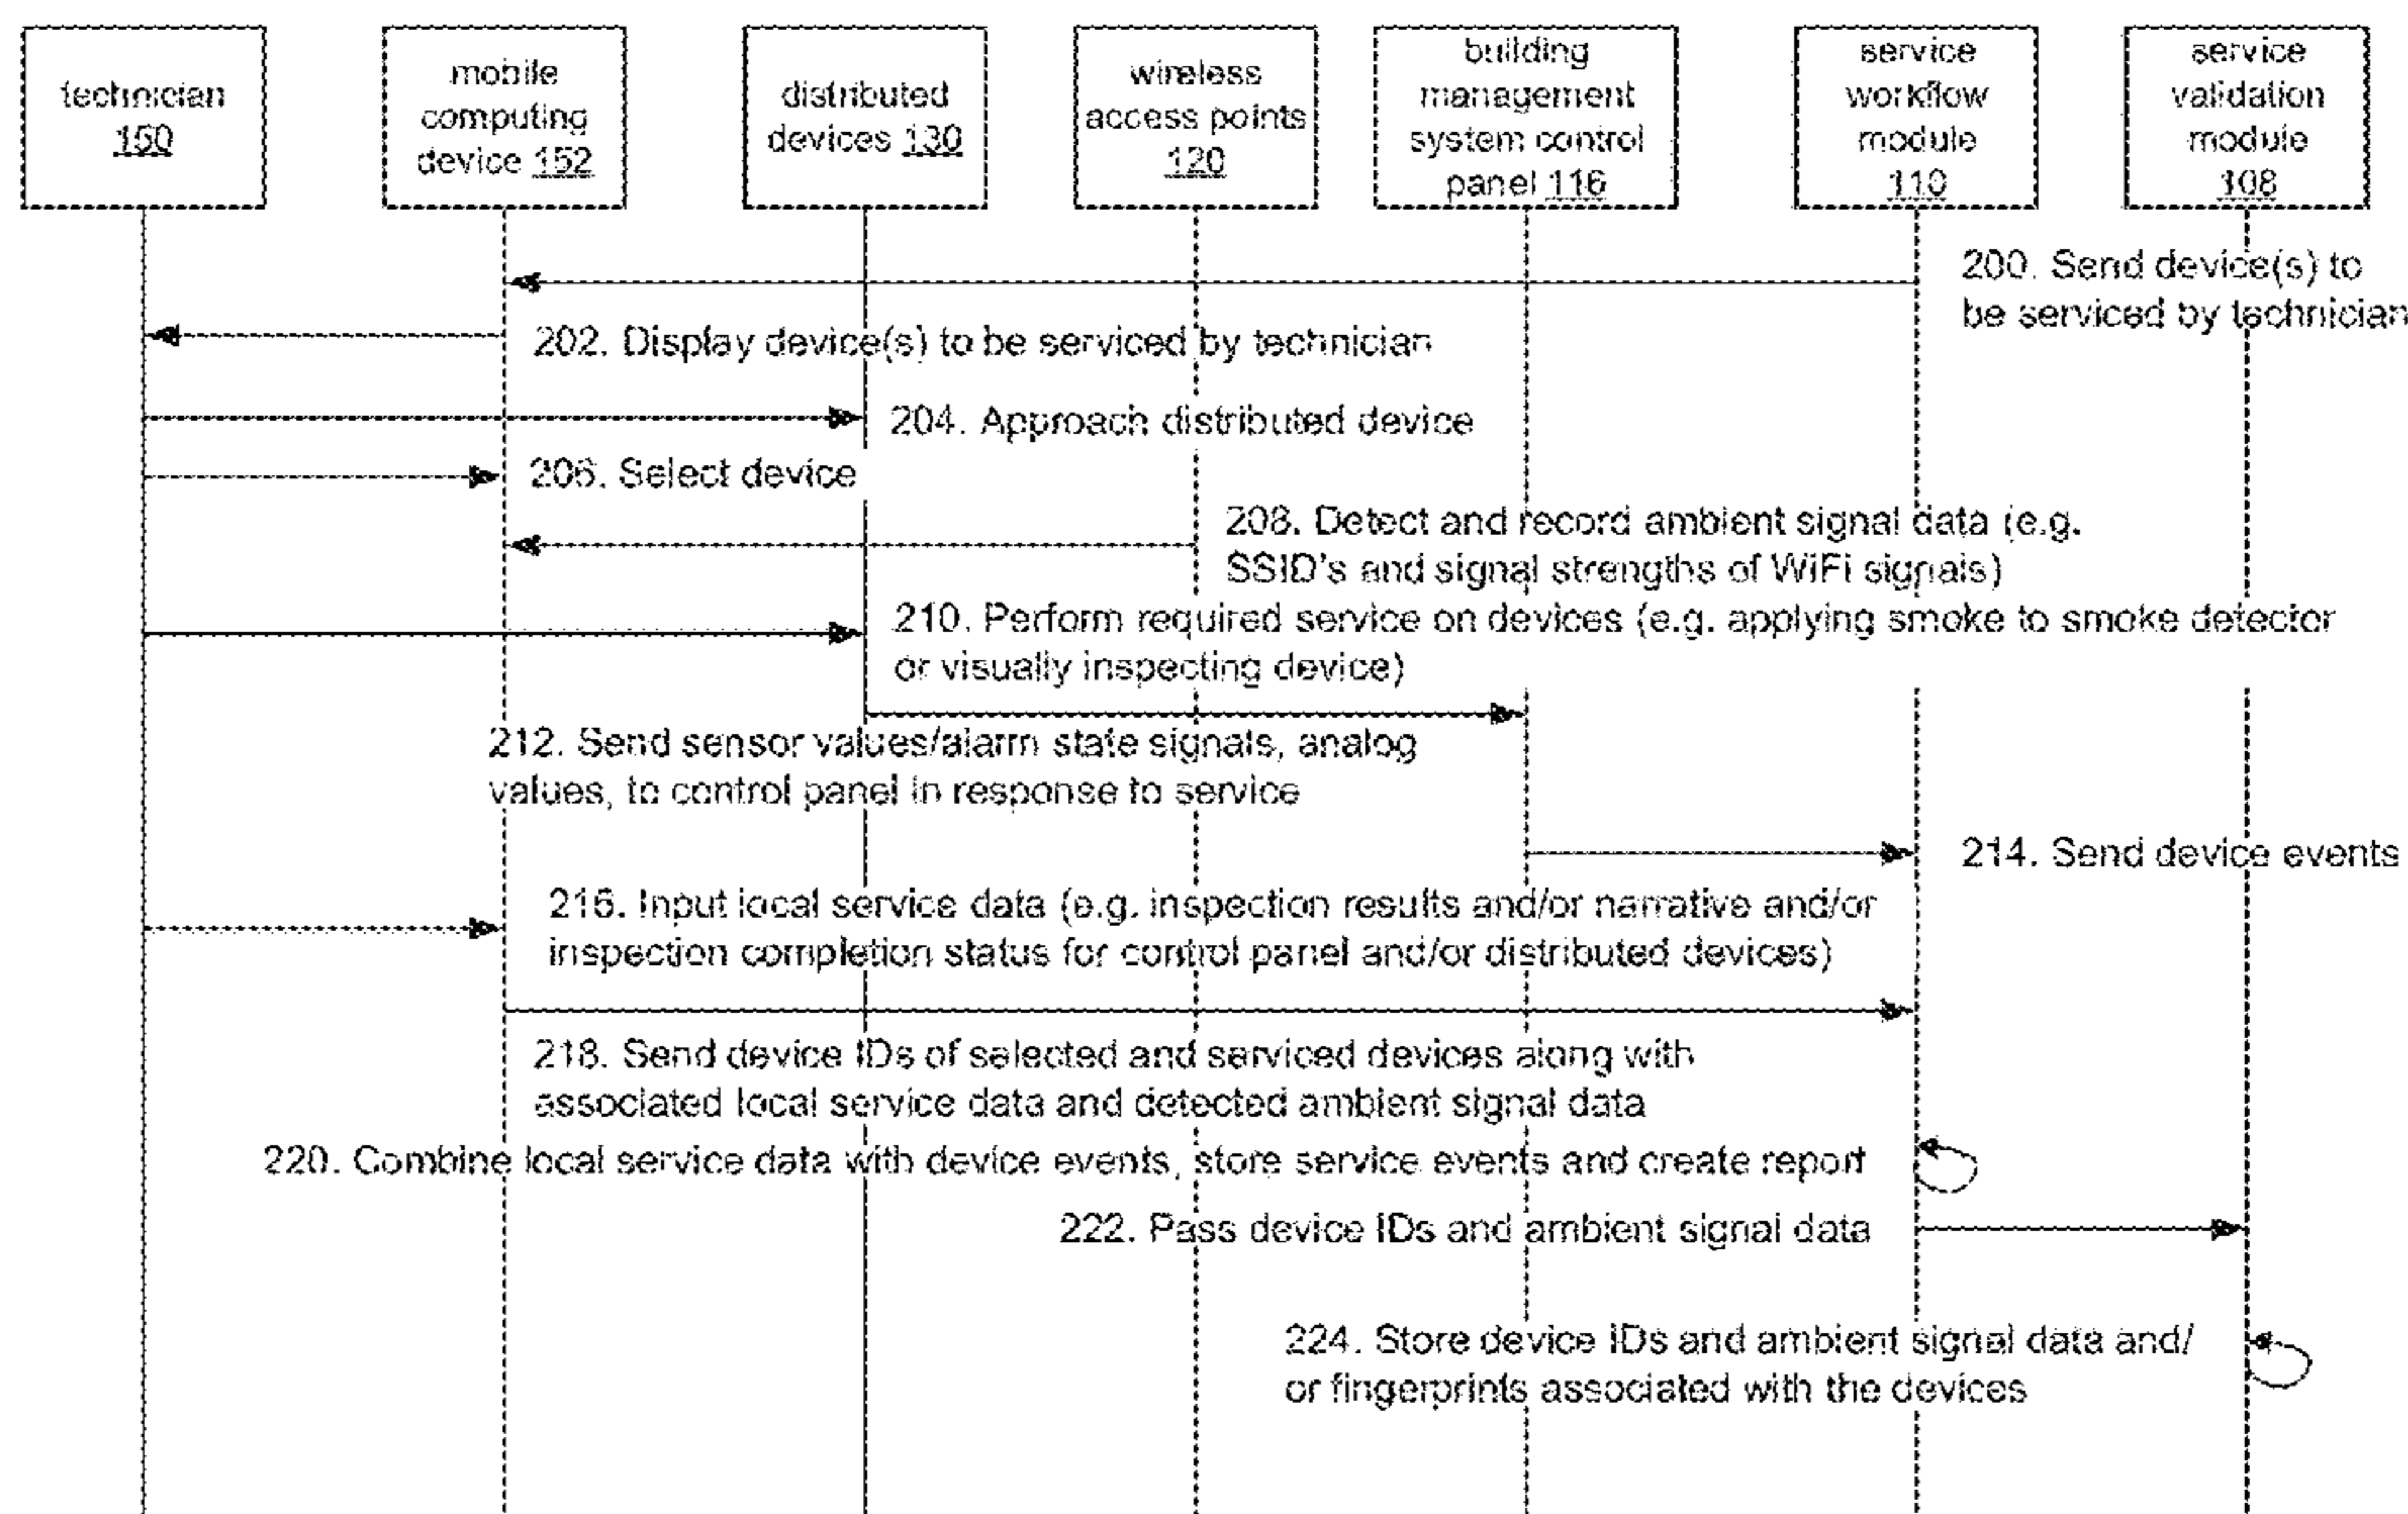 technician
150
mobile
computing
device 152
distributed
devices 130
wireless
access points
120
building
management
system control
panel 116
service
workflow
module
110
service
validation
module
108
200. Send device(s) to
be serviced by technician
202. Display device(s) to be serviced by technician
204. Approach distributed device
206. Select device
208. Detect and record ambient signal data (e.g.
SSID's and signal strengths of WiFi signals)
210. Perform required service on devices (e.g. applying smoke to smoke detector
or visually inspecting device)
212. Send sensor values/alarm state signals, analog
values, to control panel in response to service
214. Send device events
216. Input local service data (e.g. inspection results and/or narrative and/or
inspection completion status for control panel and/or distributed devices)
218. Send device IDs of selected and serviced devices along with
associated local service data and detected ambient signal data
220. Combine local service data with device events, store service events and create report
222. Pass device IDs and ambient signal data
224. Store device IDs and ambient signal data and/
or fingerprints associated with the devices